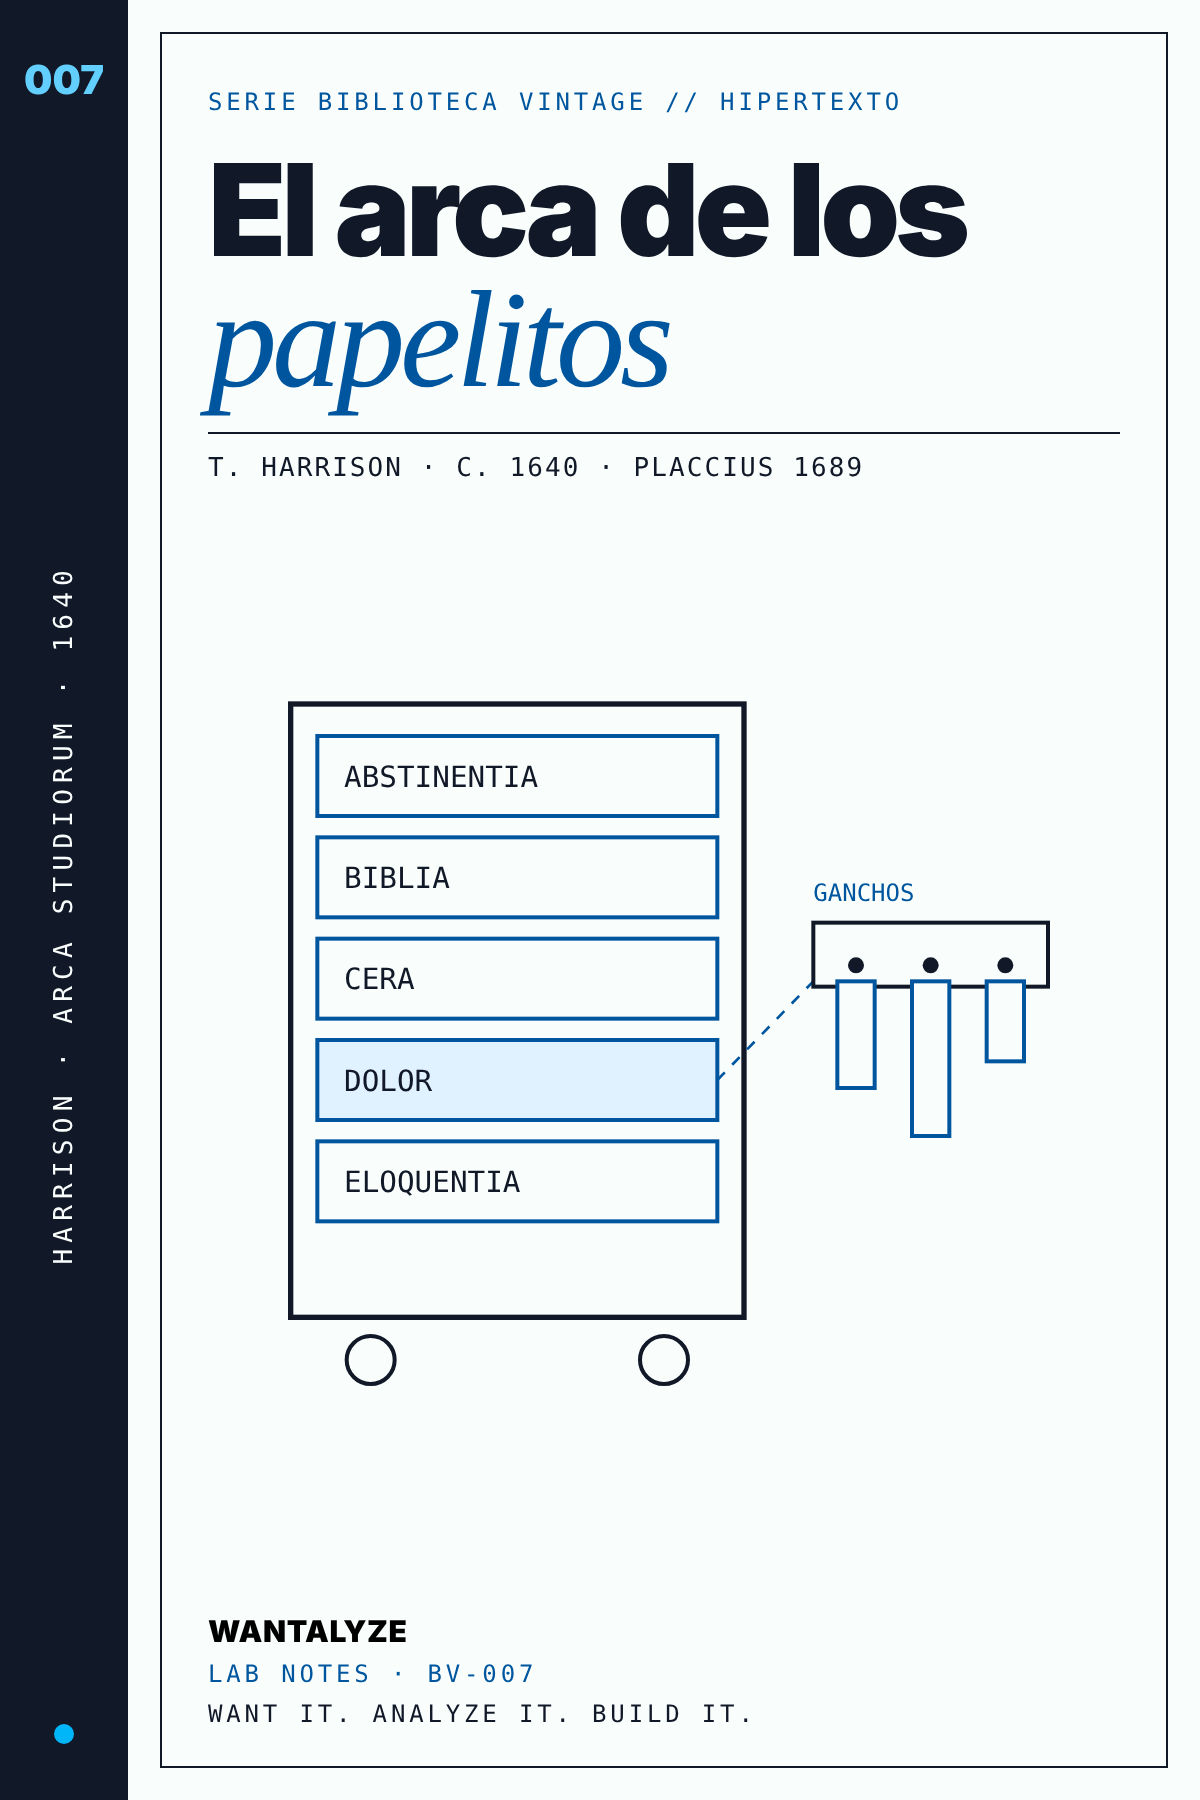 007
HARRISON · ARCA STUDIORUM · 1640
SERIE BIBLIOTECA VINTAGE // HIPERTEXTO
El arca de los
papelitos
T. HARRISON · C. 1640 · PLACCIUS 1689
ABSTINENTIA
BIBLIA
CERA
DOLOR
ELOQUENTIA
GANCHOS
WANTALYZE
LAB NOTES · BV-007
WANT IT. ANALYZE IT. BUILD IT.